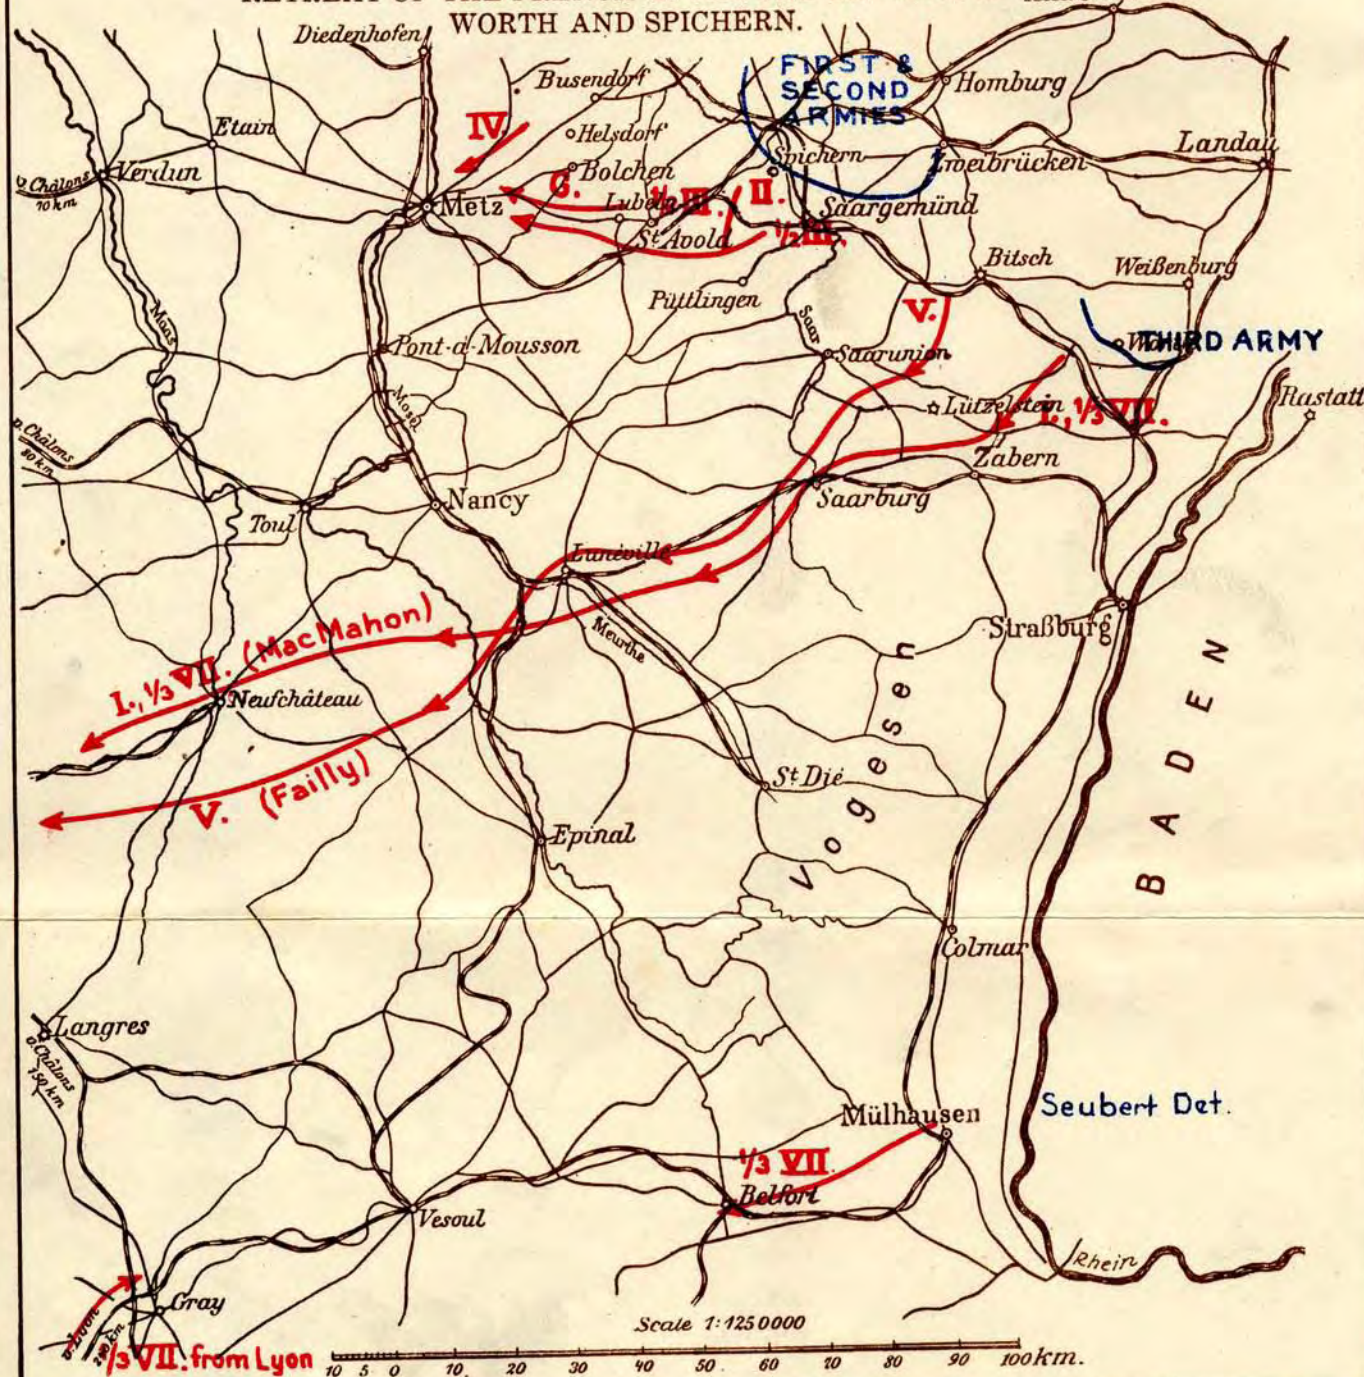 WORTH AND SPICHERN.
Diedenhofen
Busendorf
FIRST &
SECOND
ARMIES
Homburg
IV.
Helsdorf
Etain
Spichern
Zweibrücken
Landau
Châlons
70 km
Verdun
Bolchen
G.
Metz
Lubeln
½ III.
II.
Saargemünd
St Avold
½ III.
Bitsch
Weißenburg
Püttlingen
V.
Maas
Saar
THIRD ARMY
Pont-à-Mousson
Saarunion
Rastatt
Mosel
Lützelstein
I., ⅓ VII.
v. Châlons
80 km
Zabern
Nancy
Saarburg
Toul
Lunéville
Straßburg
Meurthe
I., ⅓ VII. (MacMahon)
Neufchâteau
Vogesen
BADEN
V. (Failly)
St Dié
Epinal
Colmar
Langres
v. Châlons
150 km
Seubert Det.
Mülhausen
⅓ VII.
Belfort
Vesoul
Rhein
Gray
v. Lyon
Scale 1:1250000
⅓ VII. from Lyon
10 5 0 10 20 30 40 50 60 70 80 90 100 km.